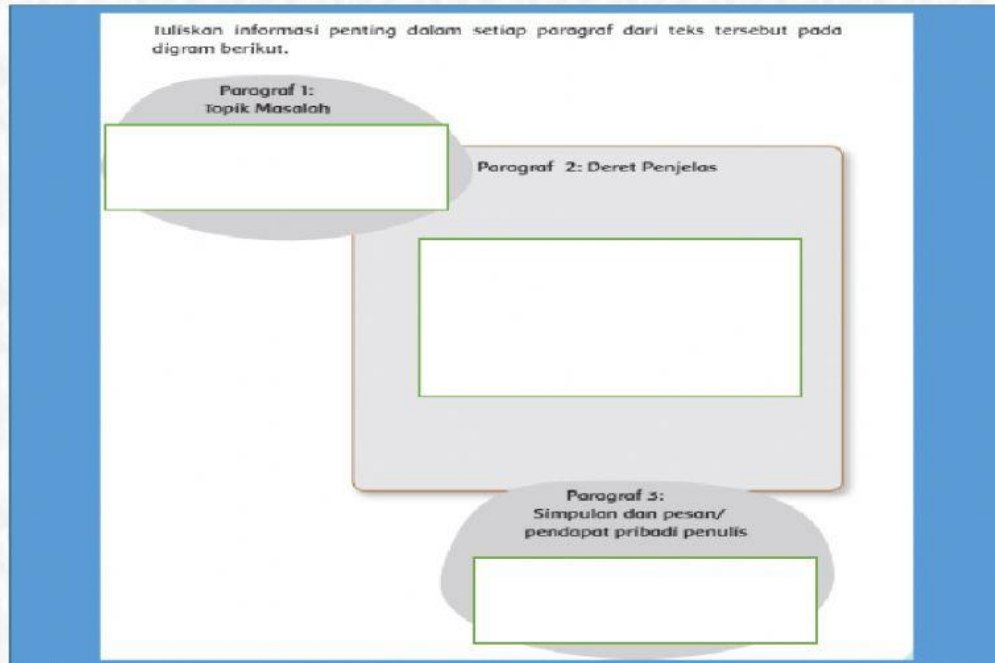 Tuliskan informasi penting dalam setiap paragraf dari teks tersebut pada
digram berikut.
Paragraf 1:
Topik Masalah
Paragraf 2: Deret Penjelas
Paragraf 3:
Simpulan dan pesan/
pendapat pribadi penulis